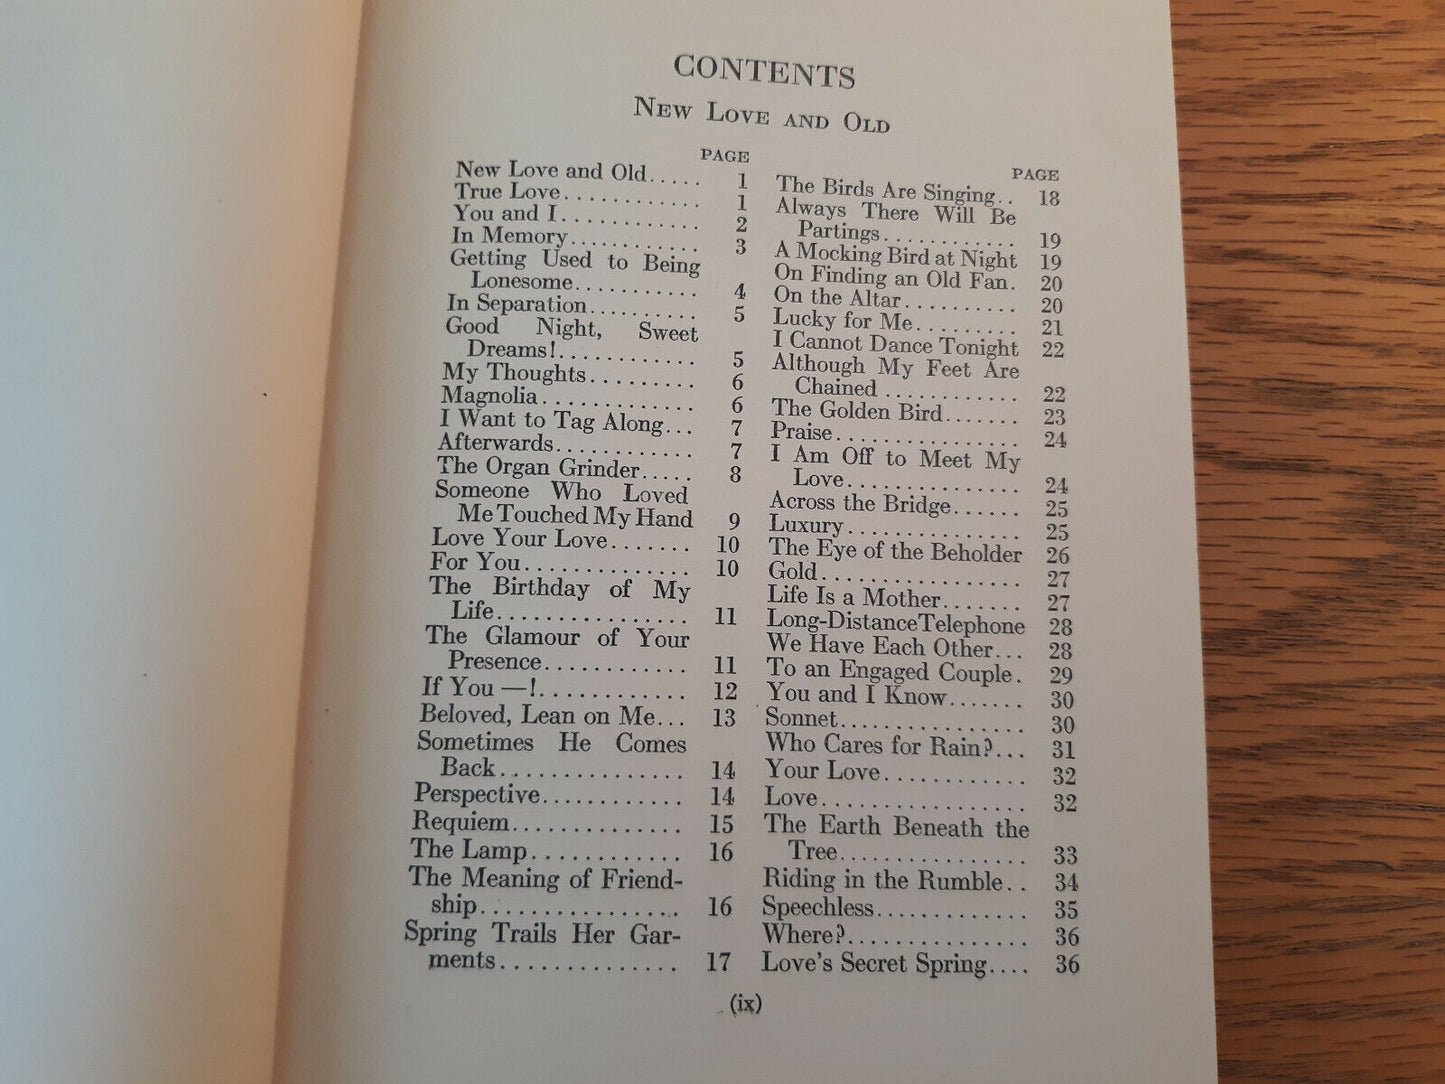 CONTENTS
New Love and Old
PAGE
New Love and Old..... 1
True Love............ 1
You and I............ 2
In Memory............ 3
Getting Used to Being
Lonesome........... 4
In Separation.......... 5
Good Night, Sweet
Dreams!............ 5
My Thoughts.......... 6
Magnolia............. 6
I Want to Tag Along... 7
Afterwards............ 7
The Organ Grinder..... 8
Someone Who Loved
Me Touched My Hand 9
Love Your Love....... 10
For You.............. 10
The Birthday of My
Life................ 11
The Glamour of Your
Presence............ 11
If You —!............ 12
Beloved, Lean on Me... 13
Sometimes He Comes
Back............... 14
Perspective............ 14
Requiem.............. 15
The Lamp............ 16
The Meaning of Friend-
ship................ 16
Spring Trails Her Gar-
ments.............. 17
PAGE
The Birds Are Singing.. 18
Always There Will Be
Partings............ 19
A Mocking Bird at Night 19
On Finding an Old Fan. 20
On the Altar.......... 20
Lucky for Me......... 21
I Cannot Dance Tonight 22
Although My Feet Are
Chained ............ 22
The Golden Bird....... 23
Praise................ 24
I Am Off to Meet My
Love............... 24
Across the Bridge...... 25
Luxury............... 25
The Eye of the Beholder 26
Gold................. 27
Life Is a Mother....... 27
Long-Distance Telephone 28
We Have Each Other... 28
To an Engaged Couple. 29
You and I Know....... 30
Sonnet............... 30
Who Cares for Rain?... 31
Your Love............ 32
Love................. 32
The Earth Beneath the
Tree............... 33
Riding in the Rumble.. 34
Speechless............. 35
Where?............... 36
Love's Secret Spring.... 36
(ix)